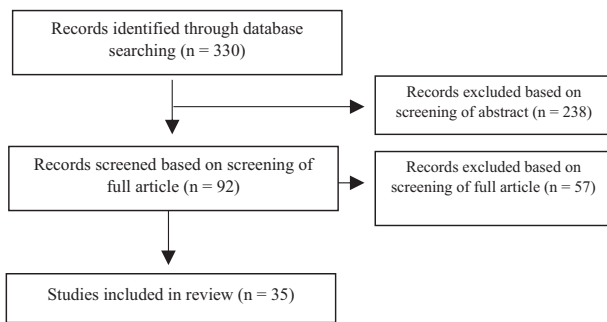 Records identified through database
searching (n = 330)
Records excluded based on
screening of abstract (n = 238)
Records screened based on screening of
full article (n = 92)
Records excluded based on
screening of full article (n = 57)
Studies included in review (n = 35)